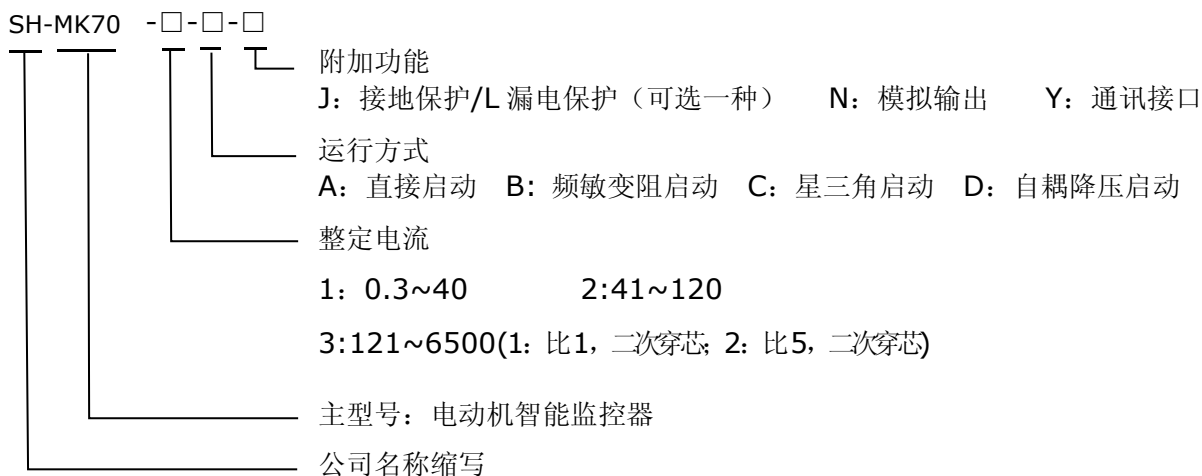 SH-MK70 -□-□-□
附加功能
J：接地保护/L 漏电保护（可选一种） N：模拟输出 Y：通讯接口
运行方式
A：直接启动 B: 频敏变阻启动 C：星三角启动 D：自耦降压启动
整定电流
1：0.3~40 2:41~120
3:121~6500(1：比1，二次穿芯; 2：比5，二次穿芯)
主型号：电动机智能监控器
公司名称缩写